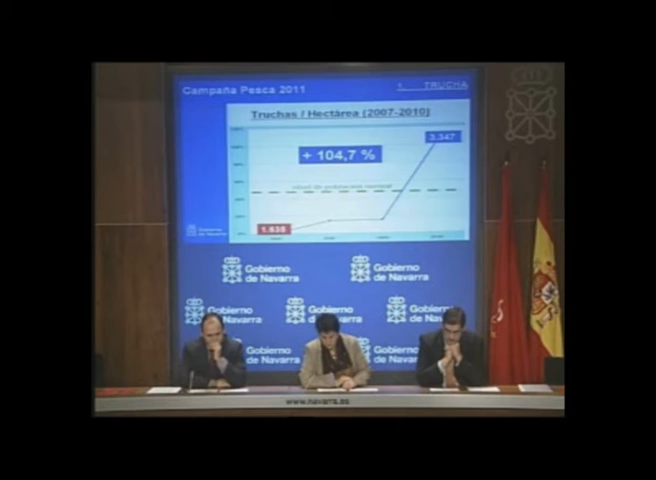 Campaña Pesca 2011
1. TRUCHA
Truchas / Hectárea (2007-2010)
3.347
+ 104,7 %
1.635
Gobierno
de Navarra
Gobierno
de Navarra
Gobierno
de Navarra
Gobierno
de Navarra
Gobierno
de Navarra
Gobierno
de Navarra
Gobierno
de Navarra
Gobierno
de Navarra
www.navarra.es